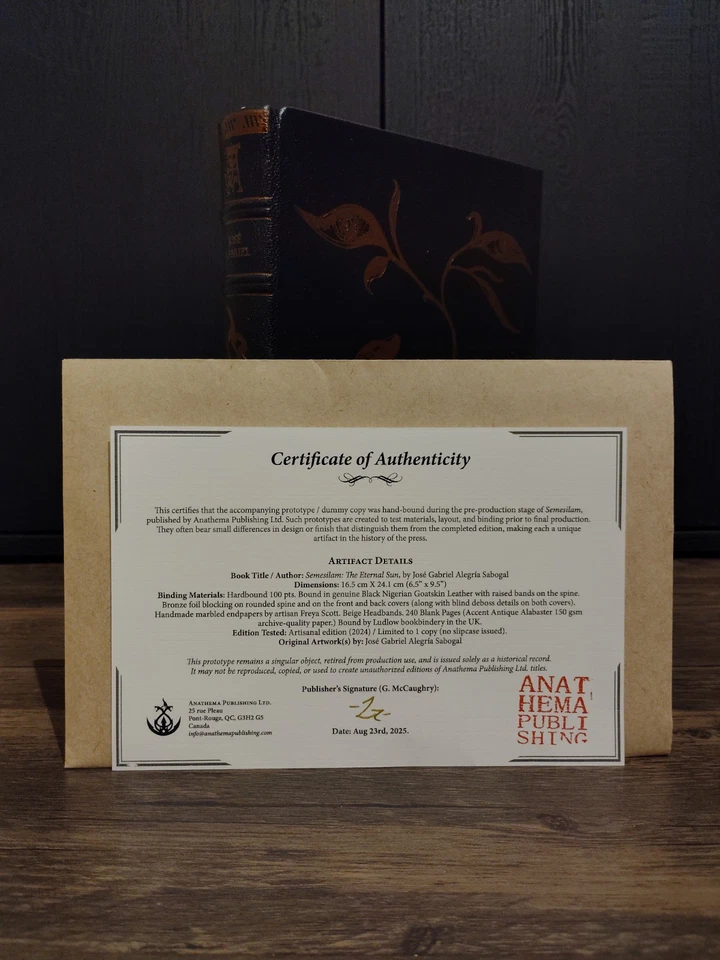 JOSÉ
Certificate of Authenticity
This certifies that the accompanying prototype / dummy copy was hand-bound during the pre-production stage of Semesilam,
published by Anathema Publishing Ltd. Such prototypes are created to test materials, layout, and binding prior to final production.
They often bear small differences in design or finish that distinguish them from the completed edition, making each a unique
artifact in the history of the press.
Artifact Details
Book Title / Author: Semesilam: The Eternal Sun, by José Gabriel Alegría Sabogal
Dimensions: 16.5 cm X 24.1 cm (6.5" x 9.5")
Binding Materials: Hardbound 100 pts. Bound in genuine Black Nigerian Goatskin Leather with raised bands on the spine.
Bronze foil blocking on rounded spine and on the front and back covers (along with blind deboss details on both covers).
Handmade marbled endpapers by artisan Freya Scott. Beige Headbands. 240 Blank Pages (Accent Antique Alabaster 150 gsm
archive-quality paper.) Bound by Ludlow bookbindery in the UK.
Edition Tested: Artisanal edition (2024) / Limited to 1 copy (no slipcase issued).
Original Artwork(s) by: José Gabriel Alegría Sabogal
This prototype remains a singular object, retired from production use, and is issued solely as a historical record.
It may not be reproduced, copied, or used to create unauthorized editions of Anathema Publishing Ltd. titles.
Publisher's Signature (G. McCaughry):
Date: Aug 23rd, 2025.
Anathema Publishing Ltd.
25 rue Pleau
Pont-Rouge, QC, G3H2 G5
Canada
info@anathemapublishing.com
ANAT
HEMA
PUBLI
SHING